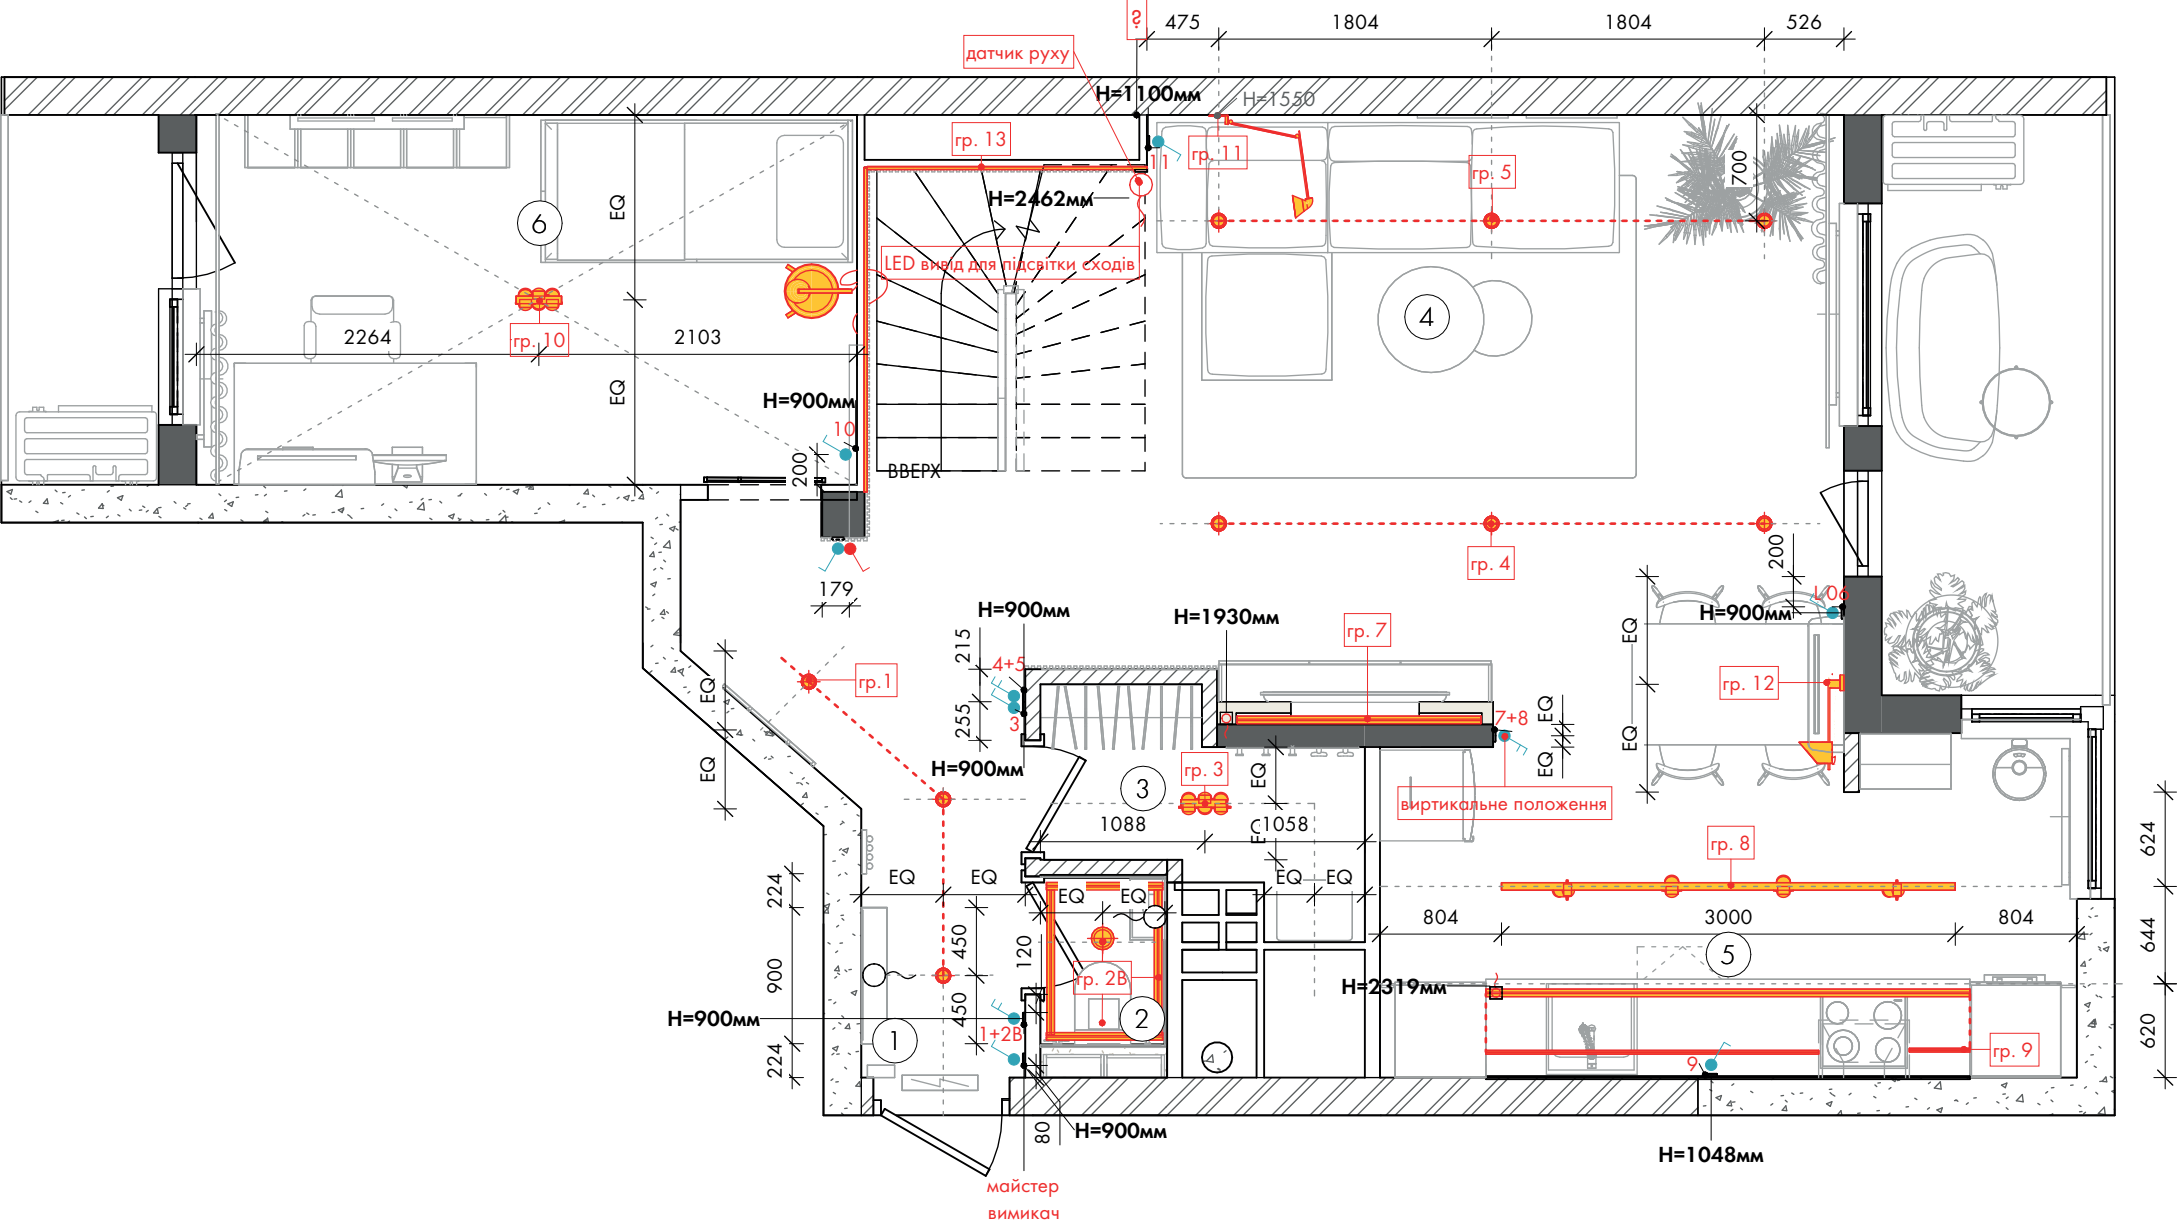 ?
475
1804
1804
526
датчик руху
H=1100мм
H=1550
гр. 13
11
гр. 11
гр. 5
700
H=2462мм
6
EQ
LED вивід для підсвітки сходів
4
гр. 10
2264
2103
EQ
H=900мм
10
200
ВВЕРХ
179
гр. 4
200
H=900мм
H=900мм
H=1930мм
гр. 7
215
4+5
255
3
EQ
EQ
гр.1
EQ
EQ
гр. 12
7+8
EQ
EQ
H=900мм
3
гр. 3
EQ
виртикальне положення
1088
1058
гр. 8
624
EQ
EQ
EQ
EQ
EQ
EQ
224
804
3000
804
644
450
120
900
5
гр. 2В
H=2319мм
H=900мм
450
2
1
1+2В
224
гр. 9
9
620
80
H=900мм
H=1048мм
майстер
вимикач